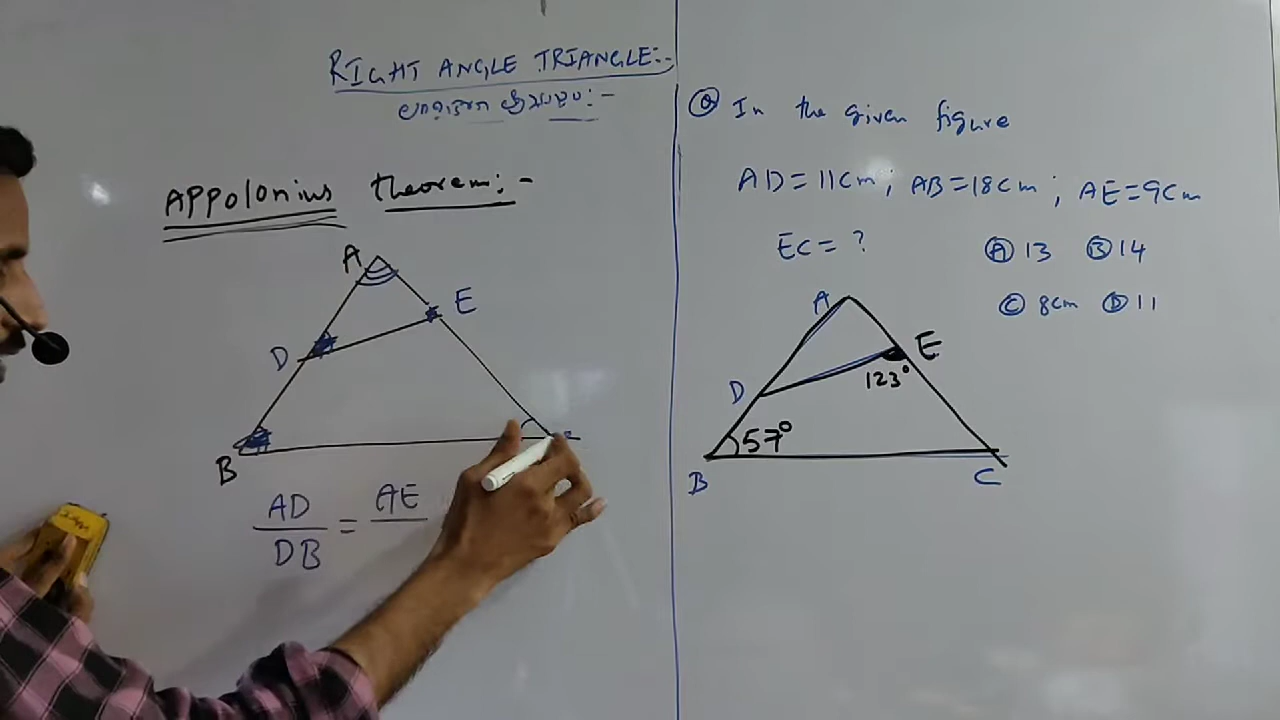 RIGHT ANGLE TRIANGLE:-
APPolonius theorem:-
A
E
D
B
AD/DB = AE
Q In the given figure
AD=11cm; AB=18cm; AE=9cm
EC=? A 13 B 14
C 8cm D 11
A
E
D
123°
57°
B
C